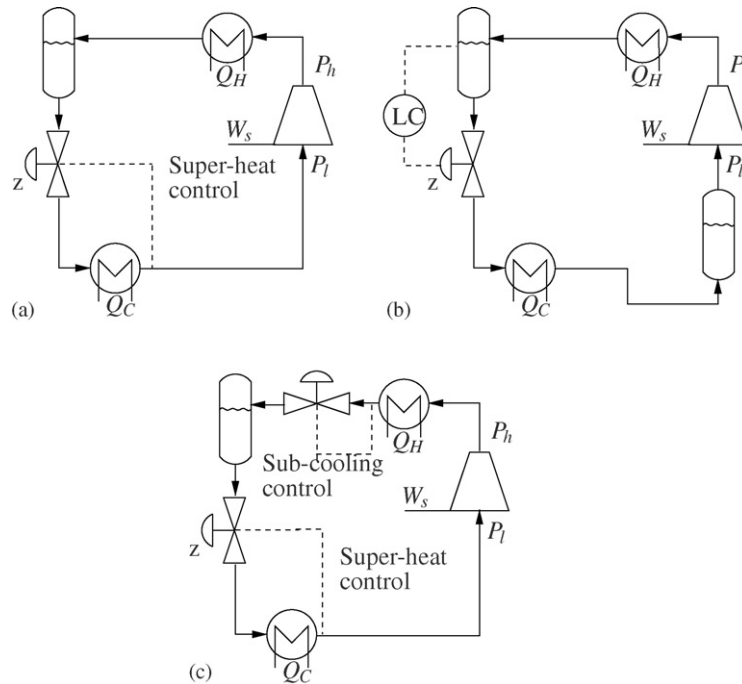 Q_H
P_h
W_s
P_l
z
Super-heat
control
Q_C
(a)
Q_H
P
LC
W_s
P_l
z
Q_C
(b)
Q_H
P_h
Sub-cooling
control
W_s
P_l
z
Super-heat
control
Q_C
(c)